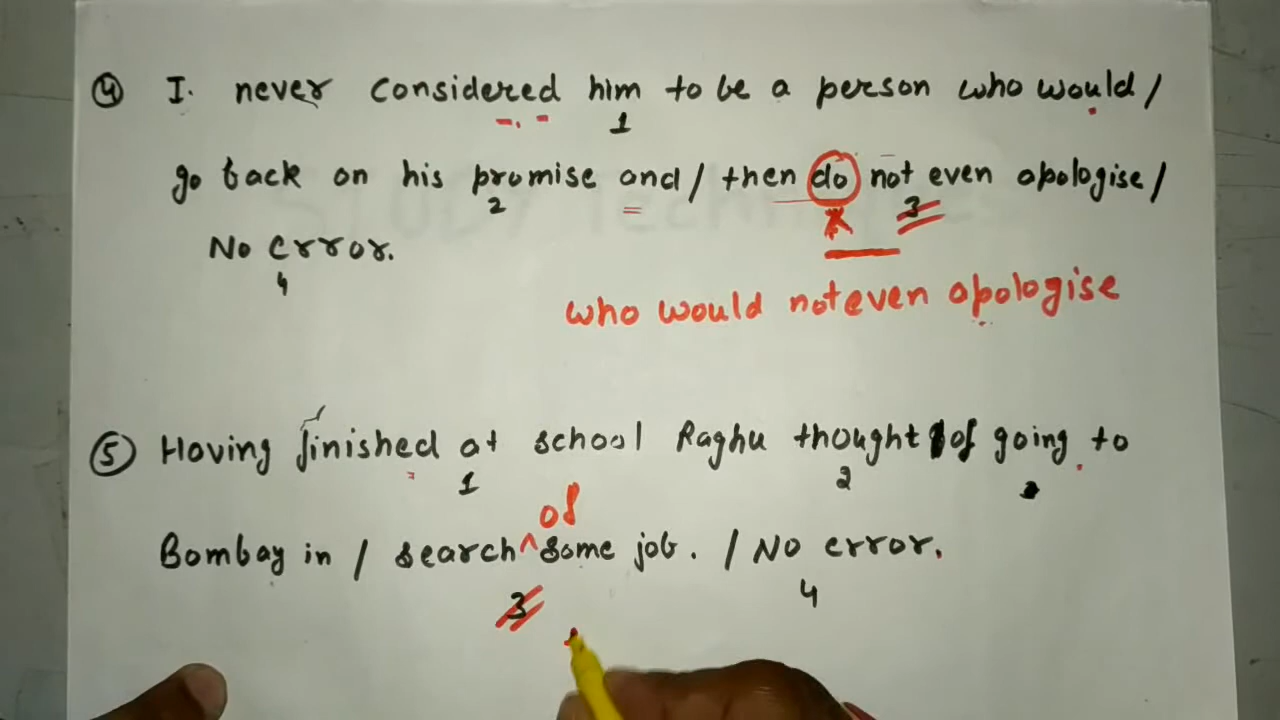 ④ I. never considered him to be a person who would /
1
go back on his promise and / then do not even apologise /
2 3
No error.
4
who would not even apologise
⑤ Having finished at school Raghu thought of going to
1 2
of
Bombay in / search ^ some job. / No error.
3 4